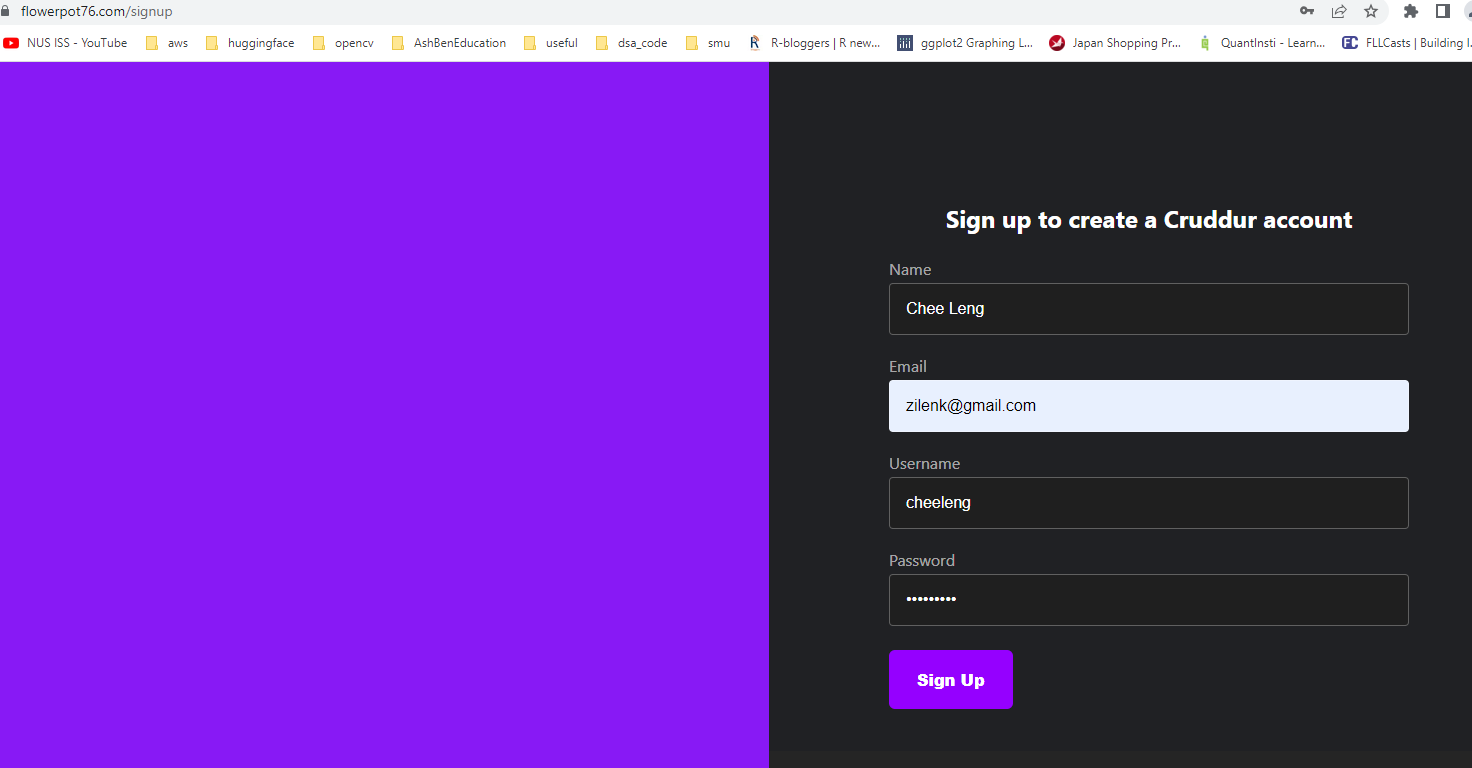 flowerpot76.com/signup
NUS ISS - YouTube aws huggingface opencv AshBenEducation useful dsa_code smu R-bloggers | R new... ggplot2 Graphing L... Japan Shopping Pr... QuantInsti - Learn... FC FLLCasts | Building I
Sign up to create a Cruddur account
Name
Chee Leng
Email
zilenk@gmail.com
Username
cheeleng
Password
•••••••••
Sign Up